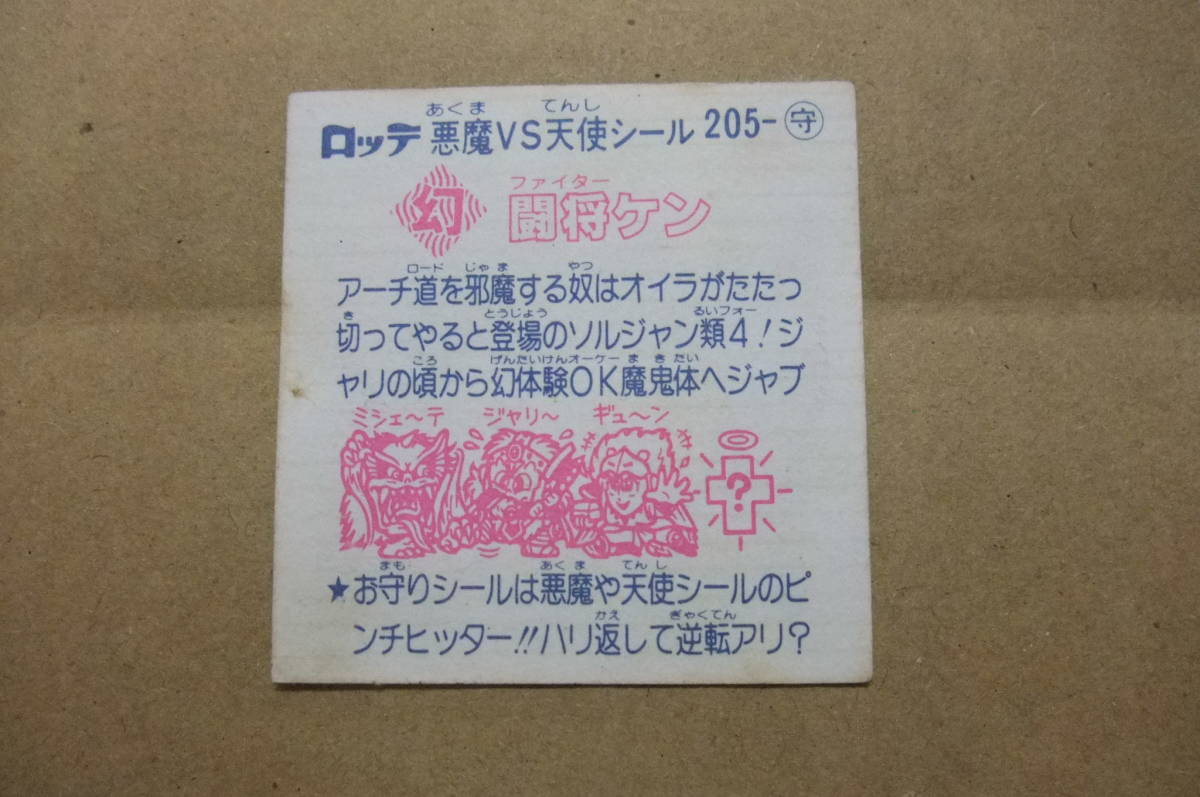 あくま てんし
ロッテ 悪魔VS天使シール 205-守
ファイター
幻 闘将ケン
ロード じゃま やつ
アーチ道を邪魔する奴はオイラがたたっ
き とうじょう るいフォー
切ってやると登場のソルジャン類4!ジ
ころ げんたいけんオーケー ま き たい
ャリの頃から幻体験OK魔鬼体へジャブ
ミシェ〜テ ジャリ〜 ギュ〜ン
?
まも あくま てんし
★お守りシールは悪魔や天使シールのピ
かえ ぎゃくてん
ンチヒッター!!ハリ返して逆転アリ?